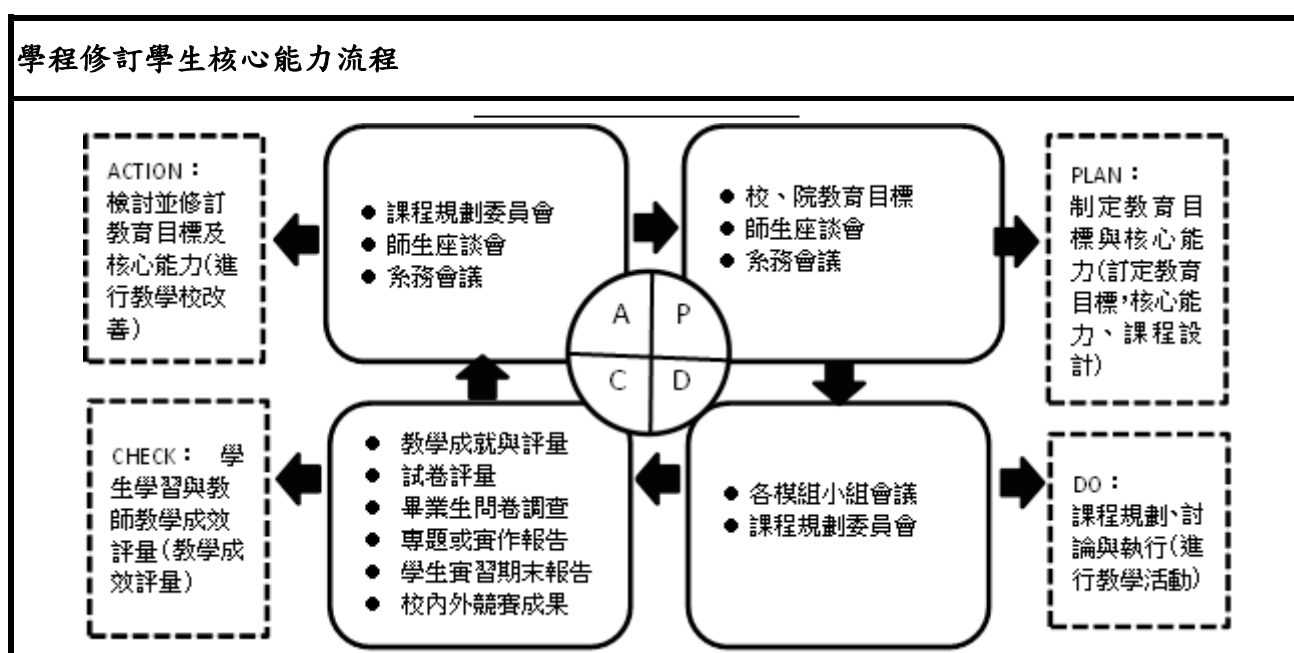 學程修訂學生核心能力流程
ACTION：
檢討並修訂
教育目標及
核心能力(進
行教學校改
善)
● 課程規劃委員會
● 師生座談會
● 系務會議
● 校、院教育目標
● 師生座談會
● 系務會議
PLAN：
制定教育目
標與核心能
力(訂定教育
目標,核心能
力、課程設
計)
A P
C D
CHECK： 學
生學習與教
師教學成效
評量(教學成
效評量)
● 教學成就與評量
● 試卷評量
● 畢業生問卷調查
● 專題或實作報告
● 學生實習期末報告
● 校內外競賽成果
● 各模組小組會議
● 課程規劃委員會
DO：
課程規劃、討
論與執行(進
行教學活動)